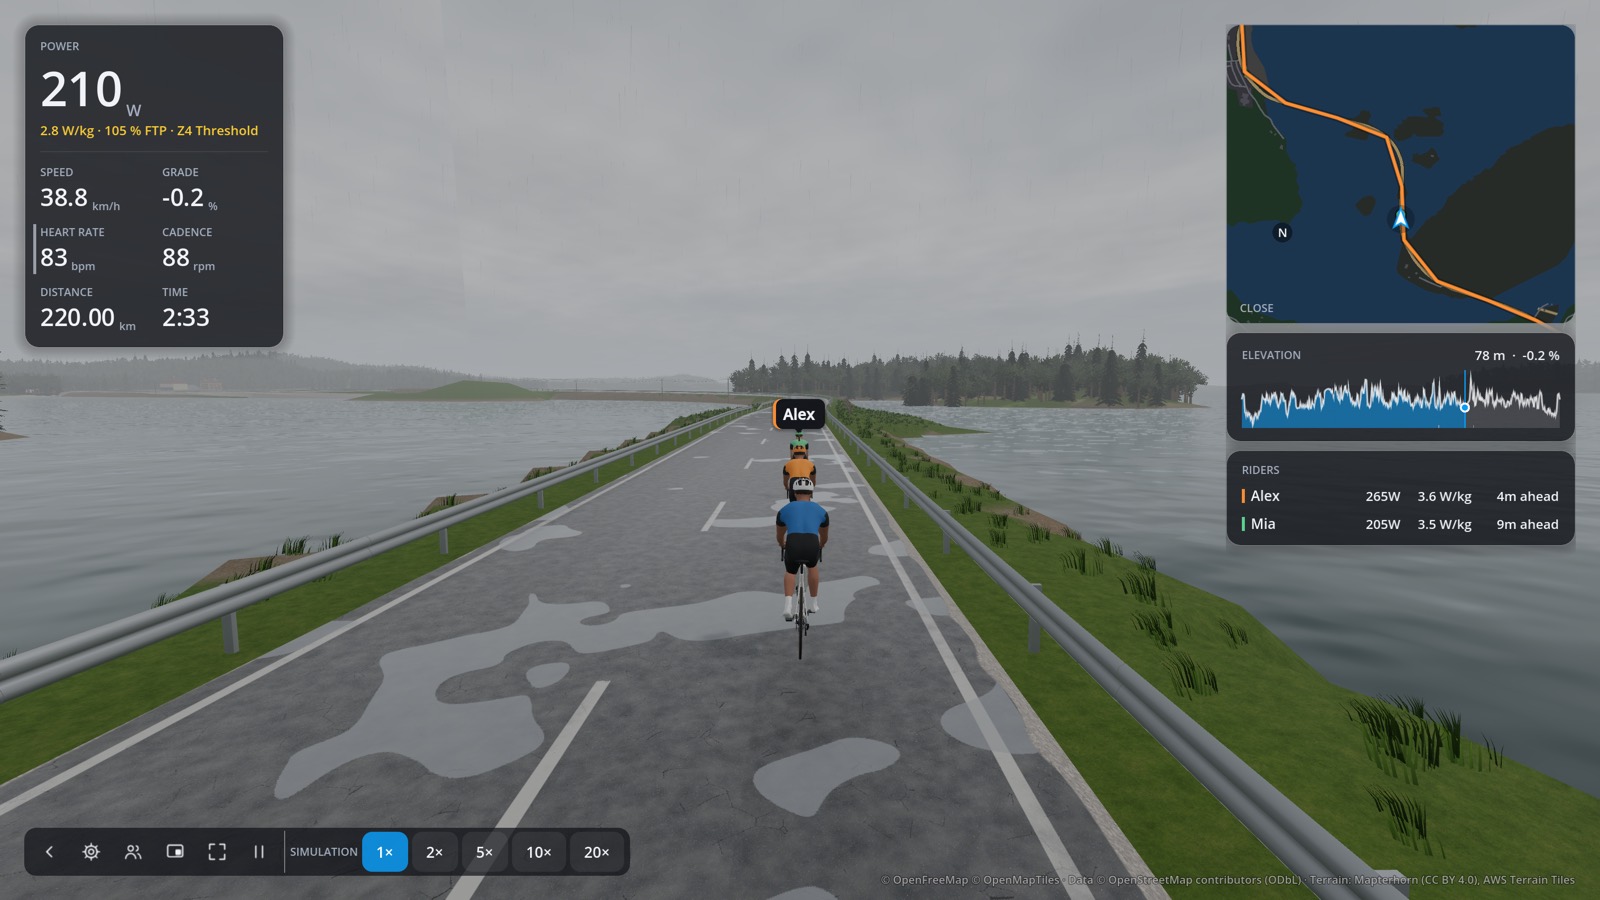 POWER
210 W
2.8 W/kg · 105 % FTP · Z4 Threshold
SPEED
GRADE
38.8 km/h
-0.2 %
HEART RATE
CADENCE
83 bpm
88 rpm
DISTANCE
TIME
220.00 km
2:33
Alex
N
CLOSE
ELEVATION
78 m · -0.2 %
RIDERS
Alex 265W 3.6 W/kg 4m ahead
Mia 205W 3.5 W/kg 9m ahead
SIMULATION 1× 2× 5× 10× 20×
© OpenFreeMap © OpenMapTiles · Data © OpenStreetMap contributors (ODbL) · Terrain: Mapterhorn (CC BY 4.0), AWS Terrain Tiles